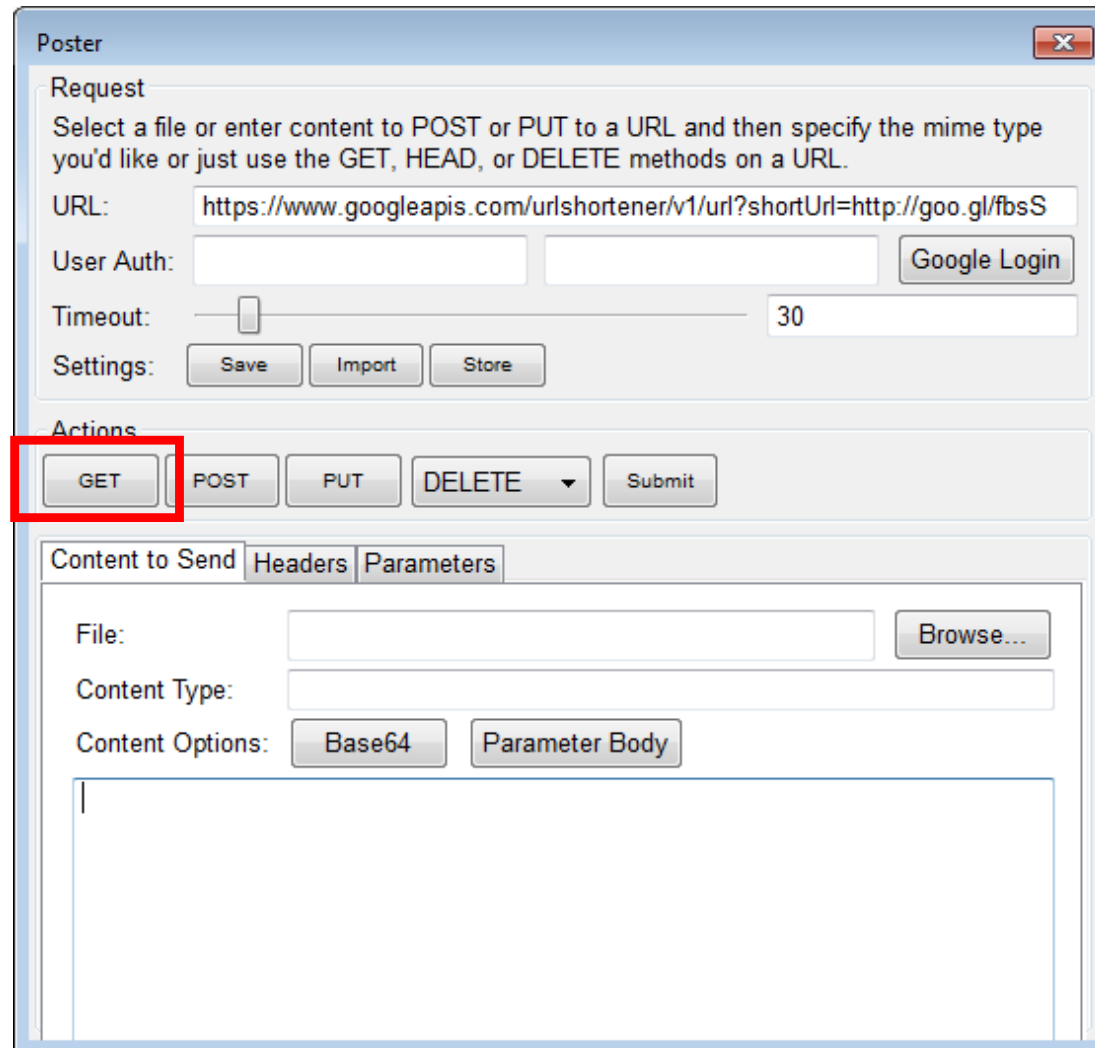 Poster
Request
Select a file or enter content to POST or PUT to a URL and then specify the mime type
you'd like or just use the GET, HEAD, or DELETE methods on a URL.
URL: https://www.googleapis.com/urlshortener/v1/url?shortUrl=http://goo.gl/fbsS
User Auth: Google Login
Timeout: 30
Settings: Save Import Store
Actions
GET POST PUT DELETE Submit
Content to Send Headers Parameters
File: Browse...
Content Type:
Content Options: Base64 Parameter Body